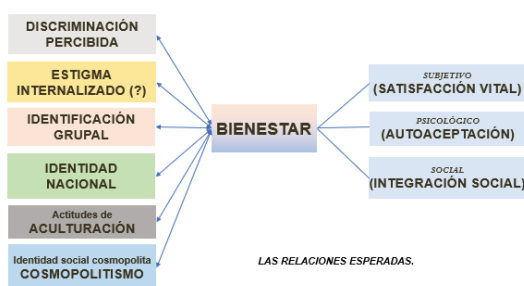 DISCRIMINACIÓN
PERCIBIDA
ESTIGMA
INTERNALIZADO (?)
IDENTIFICACIÓN
GRUPAL
IDENTIDAD
NACIONAL
Actitudes de
ACULTURACIÓN
Identidad social cosmopolita
COSMOPOLITISMO
BIENESTAR
SUBJETIVO
(SATISFACCIÓN VITAL)
PSICOLÓGICO
(AUTOACEPTACIÓN)
SOCIAL
(INTEGRACIÓN SOCIAL)
LAS RELACIONES ESPERADAS.